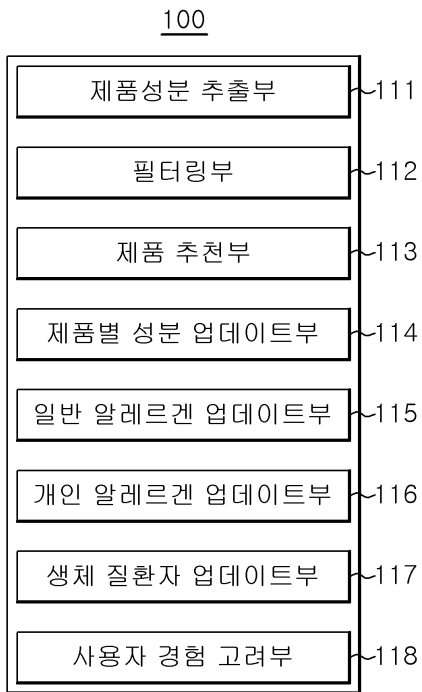 100
제품성분 추출부 111
필터링부 112
제품 추천부 113
제품별 성분 업데이트부 114
일반 알레르겐 업데이트부 115
개인 알레르겐 업데이트부 116
생체 질환자 업데이트부 117
사용자 경험 고려부 118